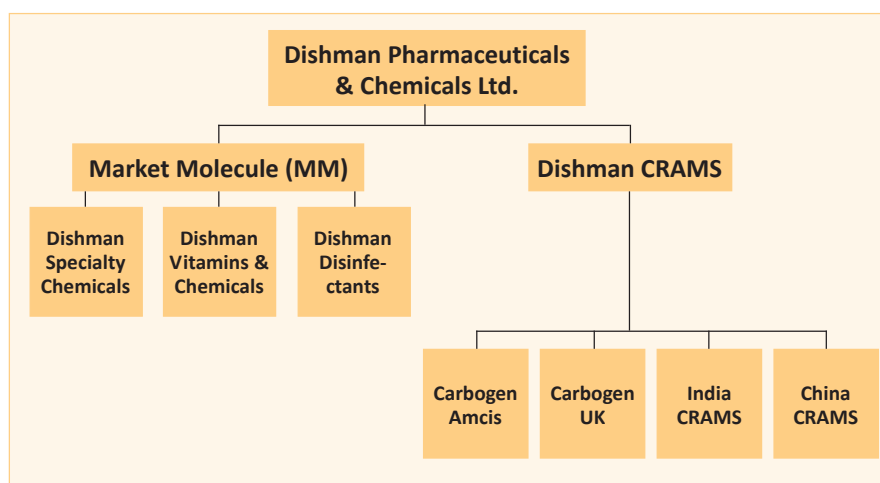 Dishman Pharmaceuticals
& Chemicals Ltd.
Market Molecule (MM)
Dishman CRAMS
Dishman
Specialty
Chemicals
Dishman
Vitamins &
Chemicals
Dishman
Disinfe-
ctants
Carbogen
Amcis
Carbogen
UK
India
CRAMS
China
CRAMS